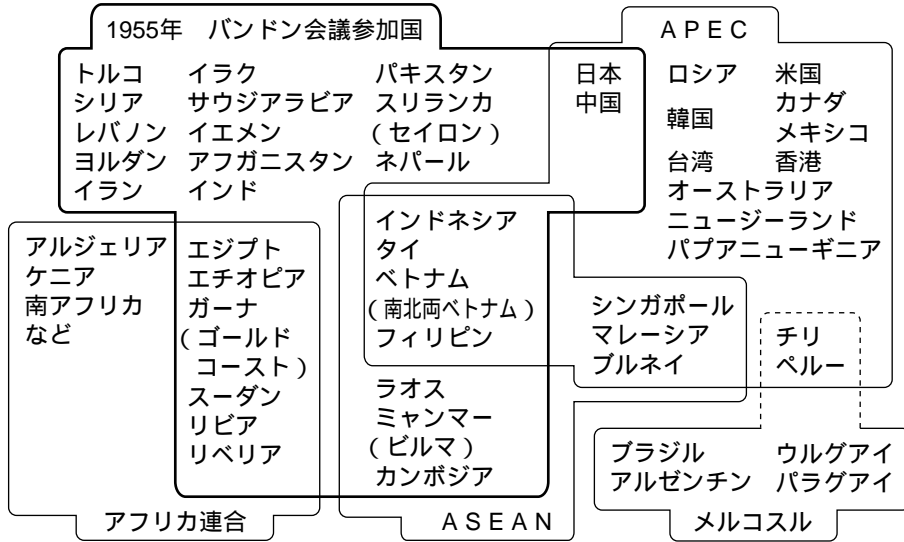 1955年　バンドン会議参加国
ＡＰＥＣ
トルコ　イラク　パキスタン　日本　ロシア　米国
シリア　サウジアラビア　スリランカ　中国　カナダ
韓国
レバノン　イエメン　（セイロン）　メキシコ
ヨルダン　アフガニスタン　ネパール　台湾　香港
イラン　インド　オーストラリア
ニュージーランド
パプアニューギニア
インドネシア
タイ
ベトナム
（南北両ベトナム）
フィリピン
アルジェリア　エジプト
ケニア　エチオピア
南アフリカ　ガーナ
など　（ゴールド
コースト）
スーダン
リビア
リベリア
シンガポール
マレーシア　チリ
ブルネイ　ペルー
ラオス
ミャンマー
（ビルマ）
カンボジア
ブラジル　ウルグアイ
アルゼンチン　パラグアイ
アフリカ連合
ＡＳＥＡＮ
メルコスル